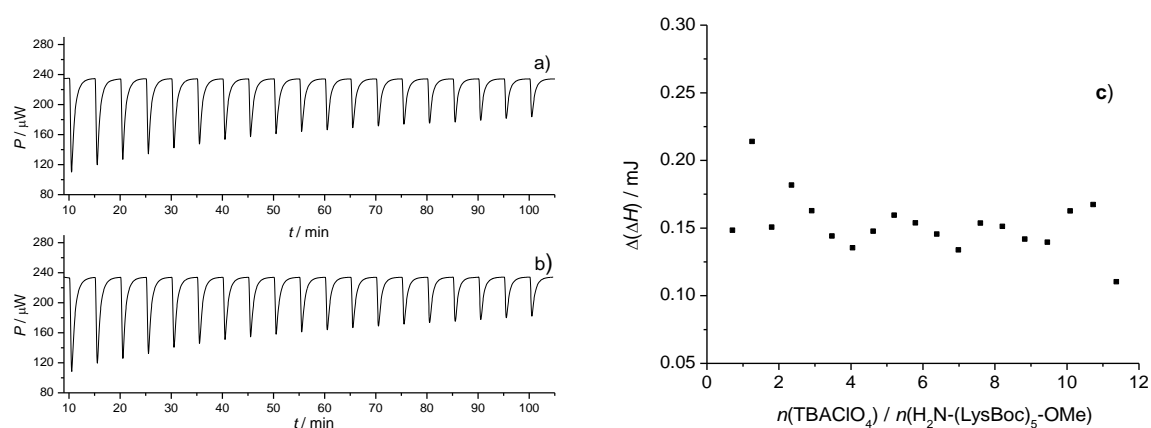 280
240
200
160
120
80
P / μW
a)
10 20 30 40 50 60 70 80 90 100
t / min
280
240
200
160
120
80
P / μW
b)
10 20 30 40 50 60 70 80 90 100
t / min
0.30
0.25
0.20
0.15
0.10
0.05
Δ(ΔH) / mJ
c)
0 2 4 6 8 10 12
n(TBAClO₄) / n(H₂N-(LysBoc)₅-OMe)